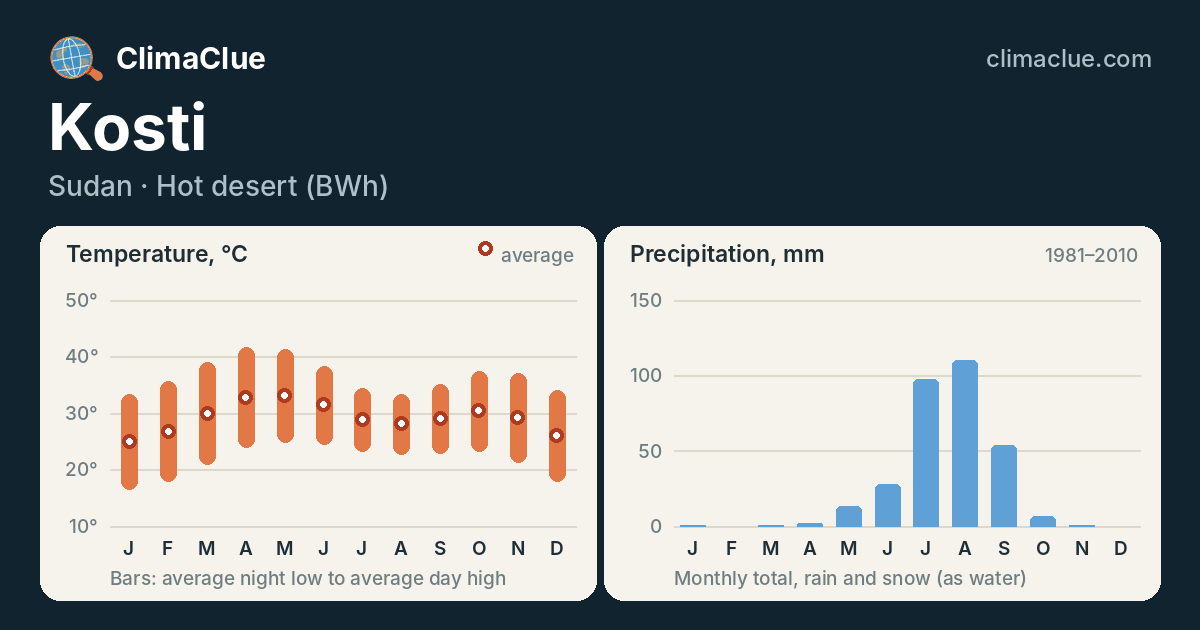 ClimaClue
climaclue.com
Kosti
Sudan · Hot desert (BWh)
Temperature, °C
average
50°
40°
30°
20°
10°
J F M A M J J A S O N D
Bars: average night low to average day high
Precipitation, mm
1981–2010
150
100
50
0
J F M A M J J A S O N D
Monthly total, rain and snow (as water)